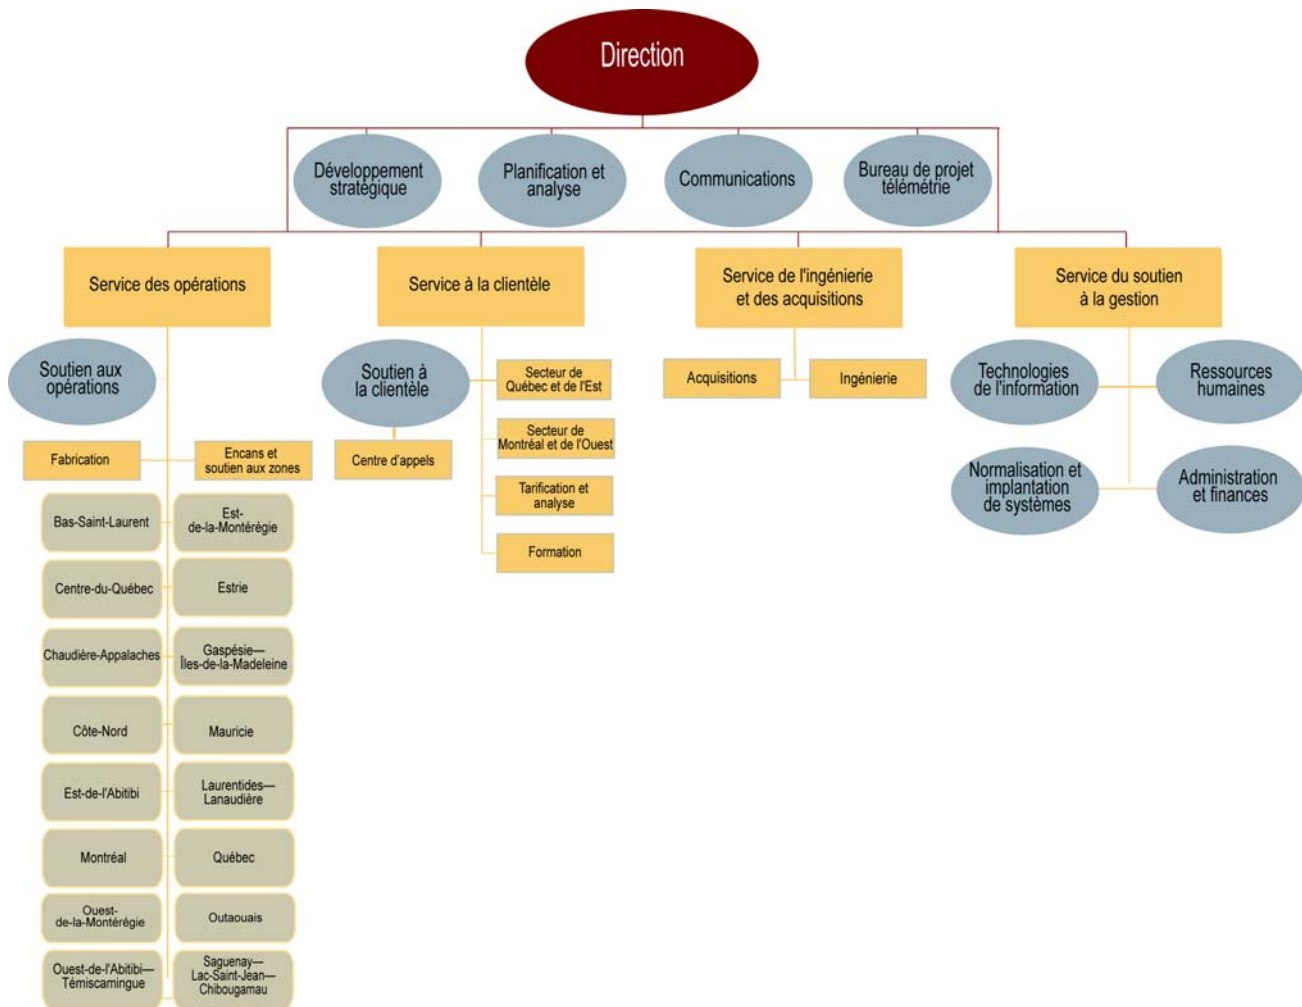 Direction
Développement
stratégique
Planification et
analyse
Communications
Bureau de projet
télémétrie
Service des opérations
Service à la clientèle
Service de l'ingénierie
et des acquisitions
Service du soutien
à la gestion
Soutien aux
opérations
Fabrication
Encans et
soutien aux zones
Bas-Saint-Laurent
Est-
de-la-Montérégie
Centre-du-Québec
Estrie
Chaudière-Appalaches
Gaspésie—
Îles-de-la-Madeleine
Côte-Nord
Mauricie
Est-de-l'Abitibi
Laurentides—
Lanaudière
Montréal
Québec
Ouest-
de-la-Montérégie
Outaouais
Ouest-de-l'Abitibi—
Témiscamingue
Saguenay—
Lac-Saint-Jean—
Chibougamau
Soutien à
la clientèle
Centre d'appels
Secteur de
Québec et de l'Est
Secteur de
Montréal et de l'Ouest
Tarification et
analyse
Formation
Acquisitions
Ingénierie
Technologies
de l'information
Ressources
humaines
Normalisation et
implantation
de systèmes
Administration
et finances